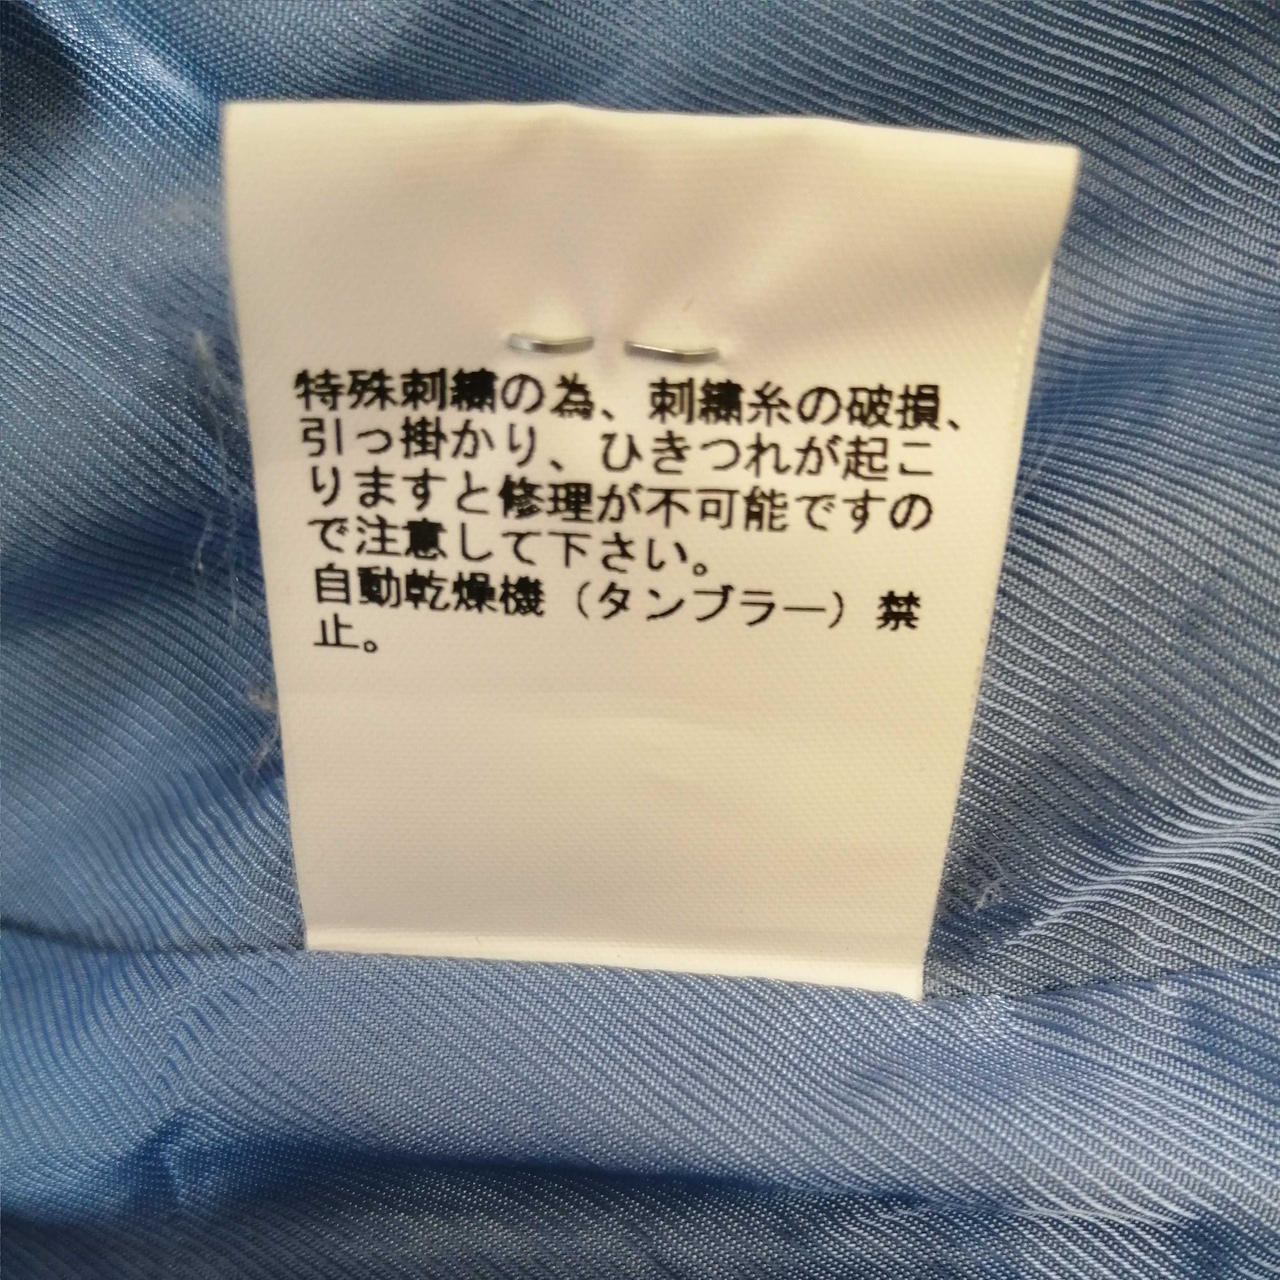 特殊刺繍の為、刺繍糸の破損、
引っ掛かり、ひきつれが起こ
りますと修理が不可能ですの
で注意して下さい。
自動乾燥機（タンブラー）禁
止。